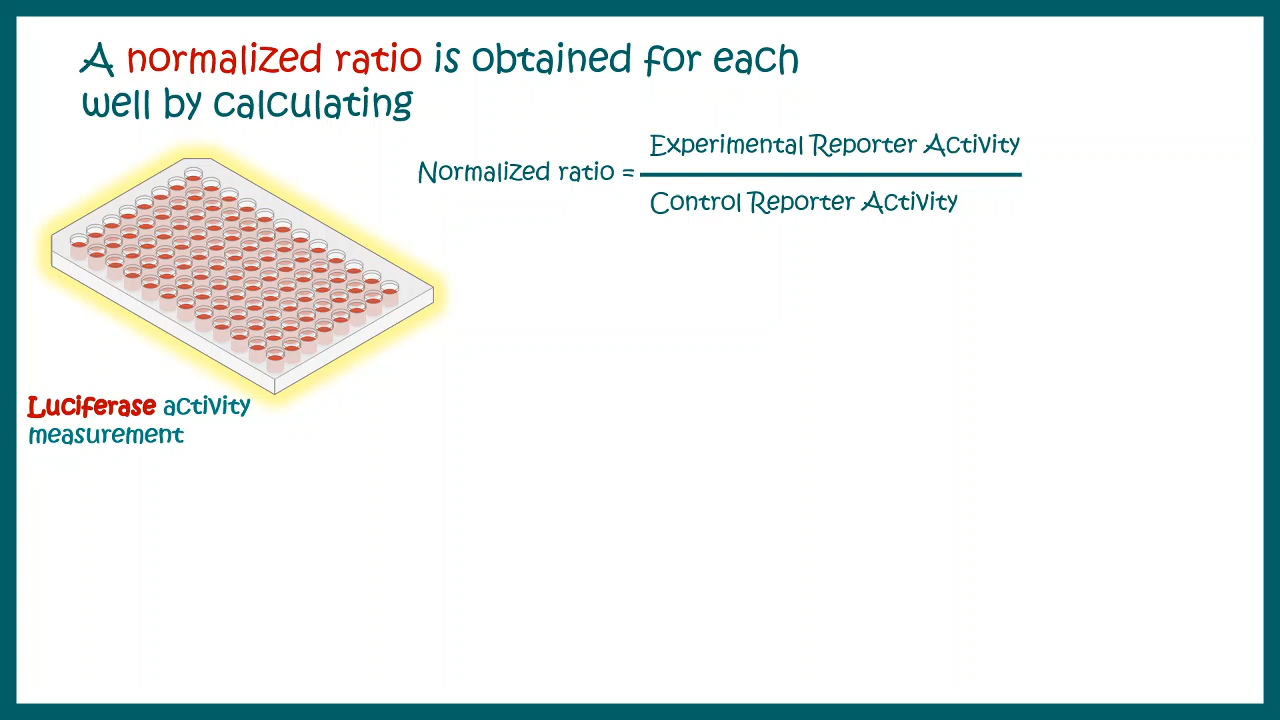 A normalized ratio is obtained for each
well by calculating
Experimental Reporter Activity
Normalized ratio =
Control Reporter Activity
Luciferase activity
measurement